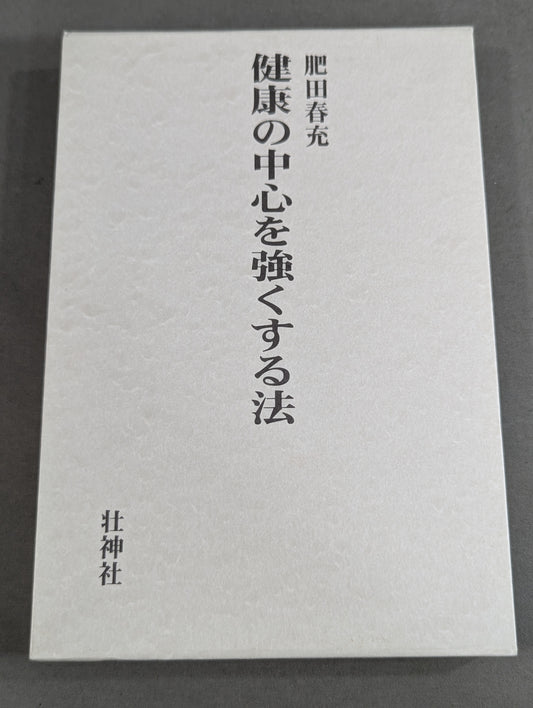 肥田春充
健康の中心を強くする法
壮神社